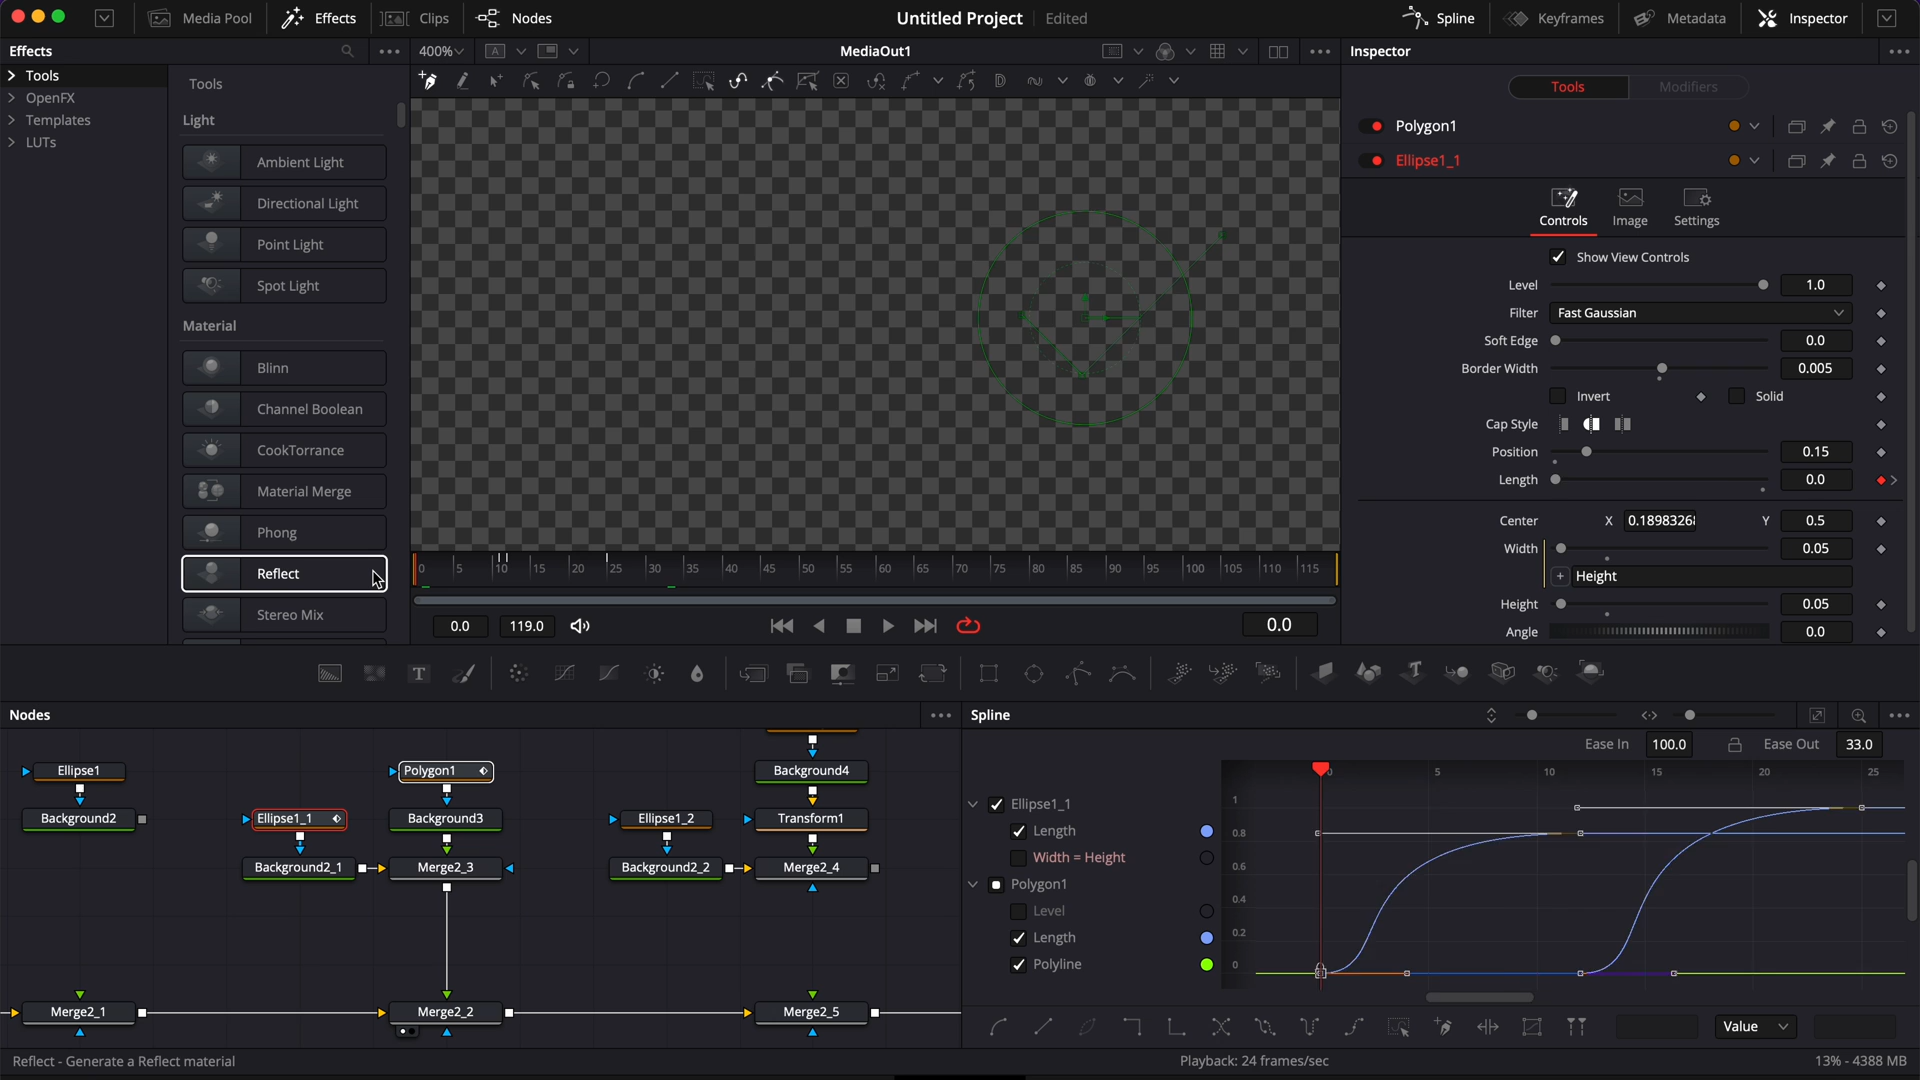 Media Pool Effects Clips Nodes Untitled Project Edited Spline Keyframes Metadata Inspector
Effects 400% A MediaOut1 Inspector
Tools
OpenFX
Templates
LUTs
Tools
Light
Ambient Light
Directional Light
Point Light
Spot Light
Material
Blinn
Channel Boolean
CookTorrance
Material Merge
Phong
Reflect
Stereo Mix
0 5 10 15 20 25 30 35 40 45 50 55 60 65 70 75 80 85 90 95 100 105 110 115
0.0 119.0 0.0
Tools Modifiers
Polygon1
Ellipse1_1
Controls Image Settings
Show View Controls
Level 1.0
Filter Fast Gaussian
Soft Edge 0.0
Border Width 0.005
Invert Solid
Cap Style
Position 0.15
Length 0.0
Center X 0.1898326 Y 0.5
Width 0.05
+ Height
Height 0.05
Angle 0.0
Nodes
Ellipse1 Polygon1 Background4
Background2 Ellipse1_1 Background3 Ellipse1_2 Transform1
Background2_1 Merge2_3 Background2_2 Merge2_4
Merge2_1 Merge2_2 Merge2_5
Spline
Ease In 100.0 Ease Out 33.0
0 5 10 15 20 25
Ellipse1_1
Length
Width = Height
Polygon1
Level
Length
Polyline
1
0.8
0.6
0.4
0.2
0
Value
Reflect - Generate a Reflect material Playback: 24 frames/sec 13% - 4388 MB